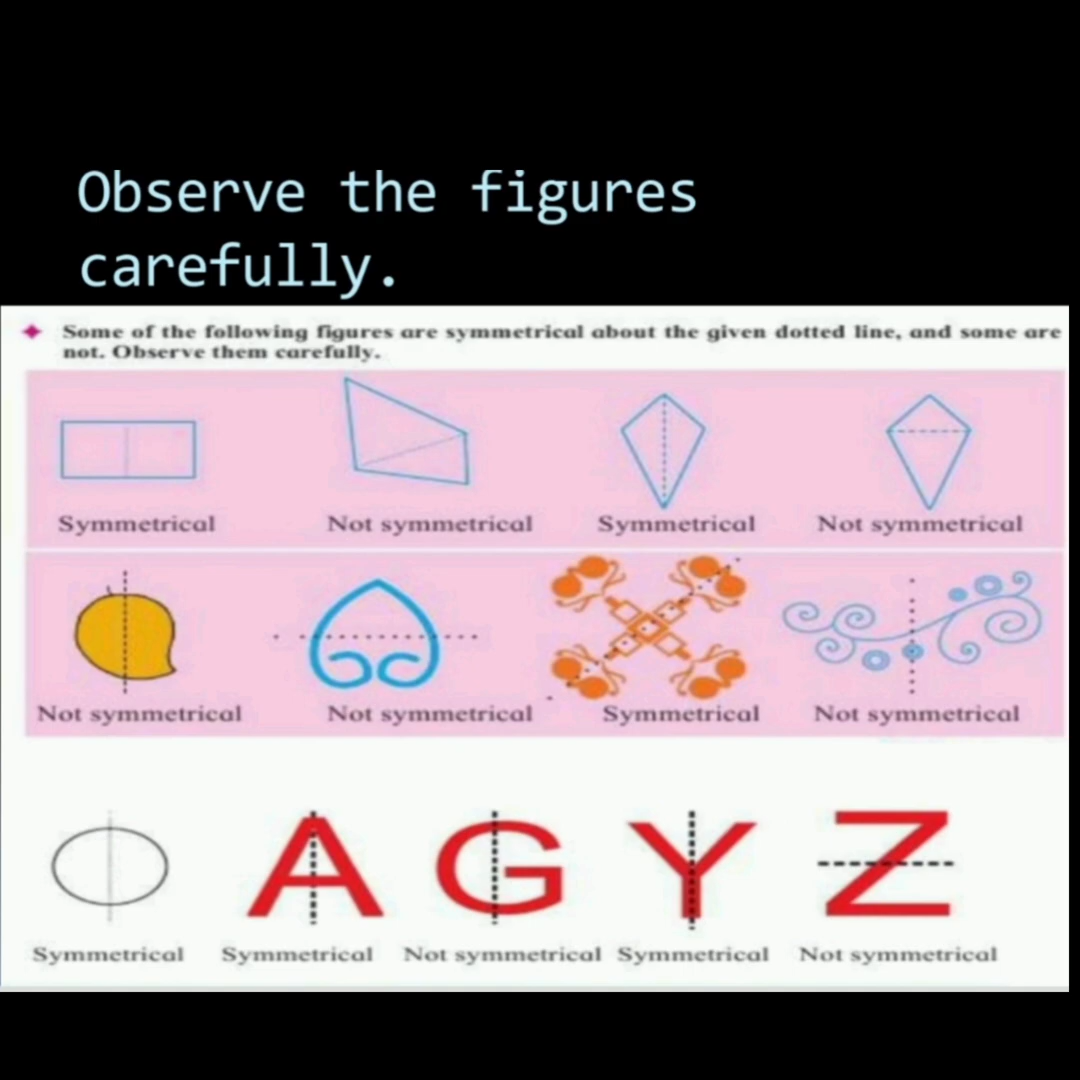 Observe the figures
carefully.
Some of the following figures are symmetrical about the given dotted line, and some are
not. Observe them carefully.
Symmetrical Not symmetrical Symmetrical Not symmetrical
Not symmetrical Not symmetrical Symmetrical Not symmetrical
A G Y Z
Symmetrical Symmetrical Not symmetrical Symmetrical Not symmetrical